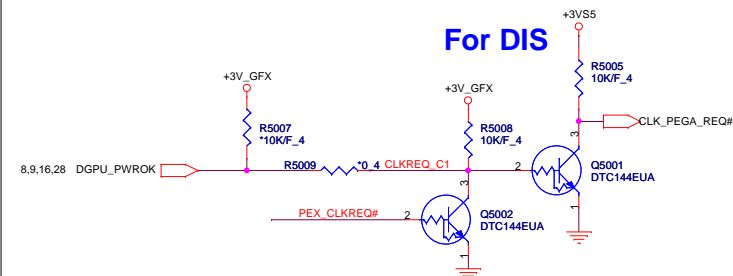 For DIS
+3VS5
R5005
10K/F_4
+3V_GFX
+3V_GFX
R5007
*10K/F_4
R5008
10K/F_4
CLK_PEGA_REQ#
3
8,9,16,28 DGPU_PWROK
R5009
*0_4
CLKREQ_C1
2
Q5001
DTC144EUA
3
1
PEX_CLKREQ#
2
Q5002
DTC144EUA
1